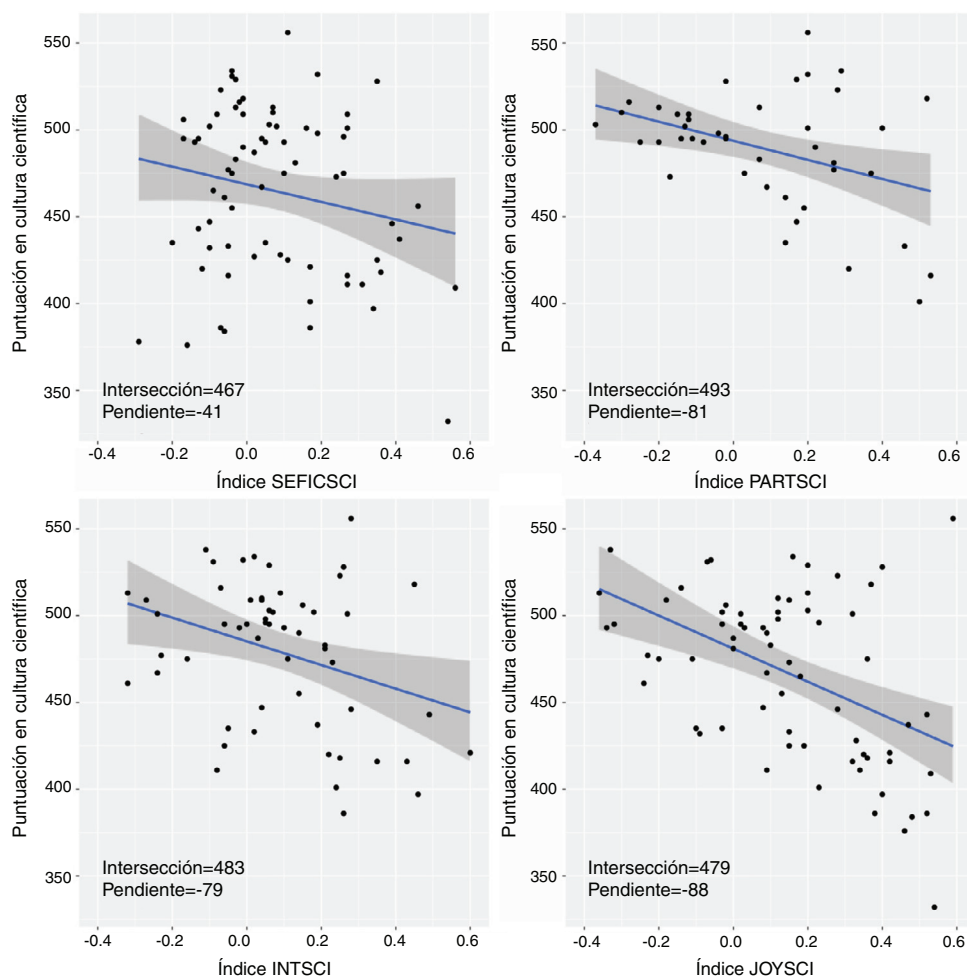 Puntuación en cultura científica
550
500
450
400
350
Intersección=467
Pendiente=-41
-0.4 -0.2 0.0 0.2 0.4 0.6
Índice SEFICSCI
Puntuación en cultura científica
550
500
450
400
350
Intersección=493
Pendiente=-81
-0.4 -0.2 0.0 0.2 0.4 0.6
Índice PARTSCI
Puntuación en cultura científica
550
500
450
400
350
Intersección=483
Pendiente=-79
-0.4 -0.2 0.0 0.2 0.4 0.6
Índice INTSCI
Puntuación en cultura científica
550
500
450
400
350
Intersección=479
Pendiente=-88
-0.4 -0.2 0.0 0.2 0.4 0.6
Índice JOYSCI